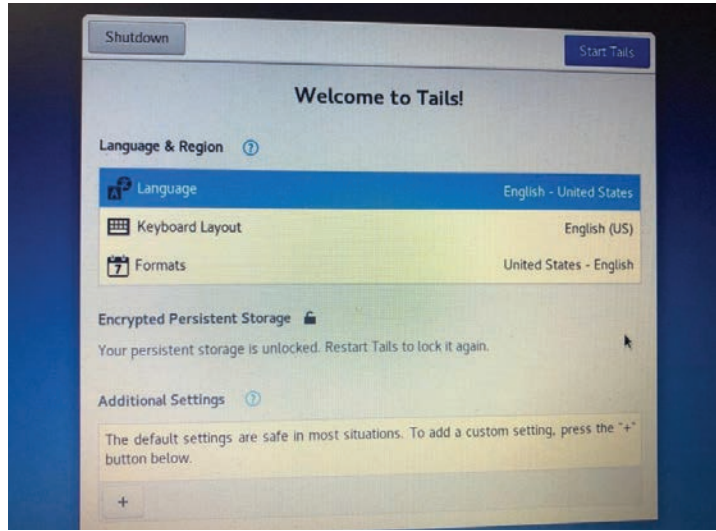 Shutdown
Start Tails
Welcome to Tails!
Language & Region ?
Language English - United States
Keyboard Layout English (US)
7 Formats United States - English
Encrypted Persistent Storage
Your persistent storage is unlocked. Restart Tails to lock it again.
Additional Settings ?
The default settings are safe in most situations. To add a custom setting, press the "+"
button below.
+